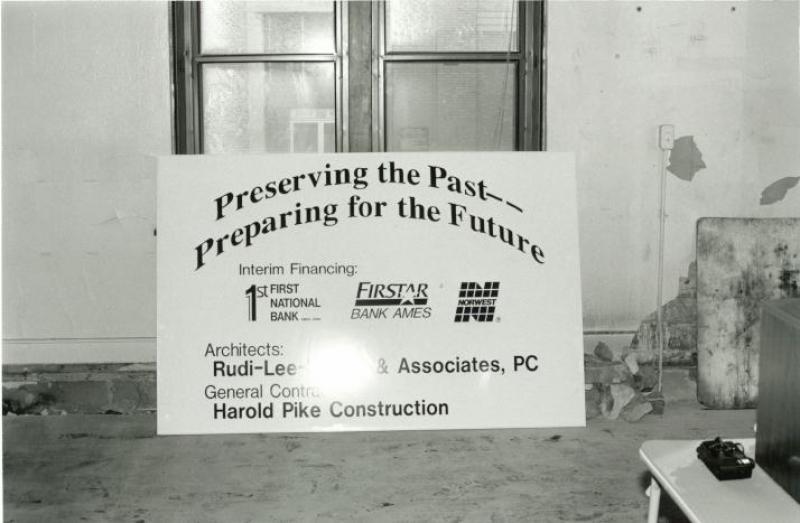 Preserving the Past--
Preparing for the Future
Interim Financing:
1st FIRST
NATIONAL
BANK
FIRSTAR
BANK AMES
NORWEST
Architects:
Rudi-Lee- & Associates, PC
General Contra
Harold Pike Construction